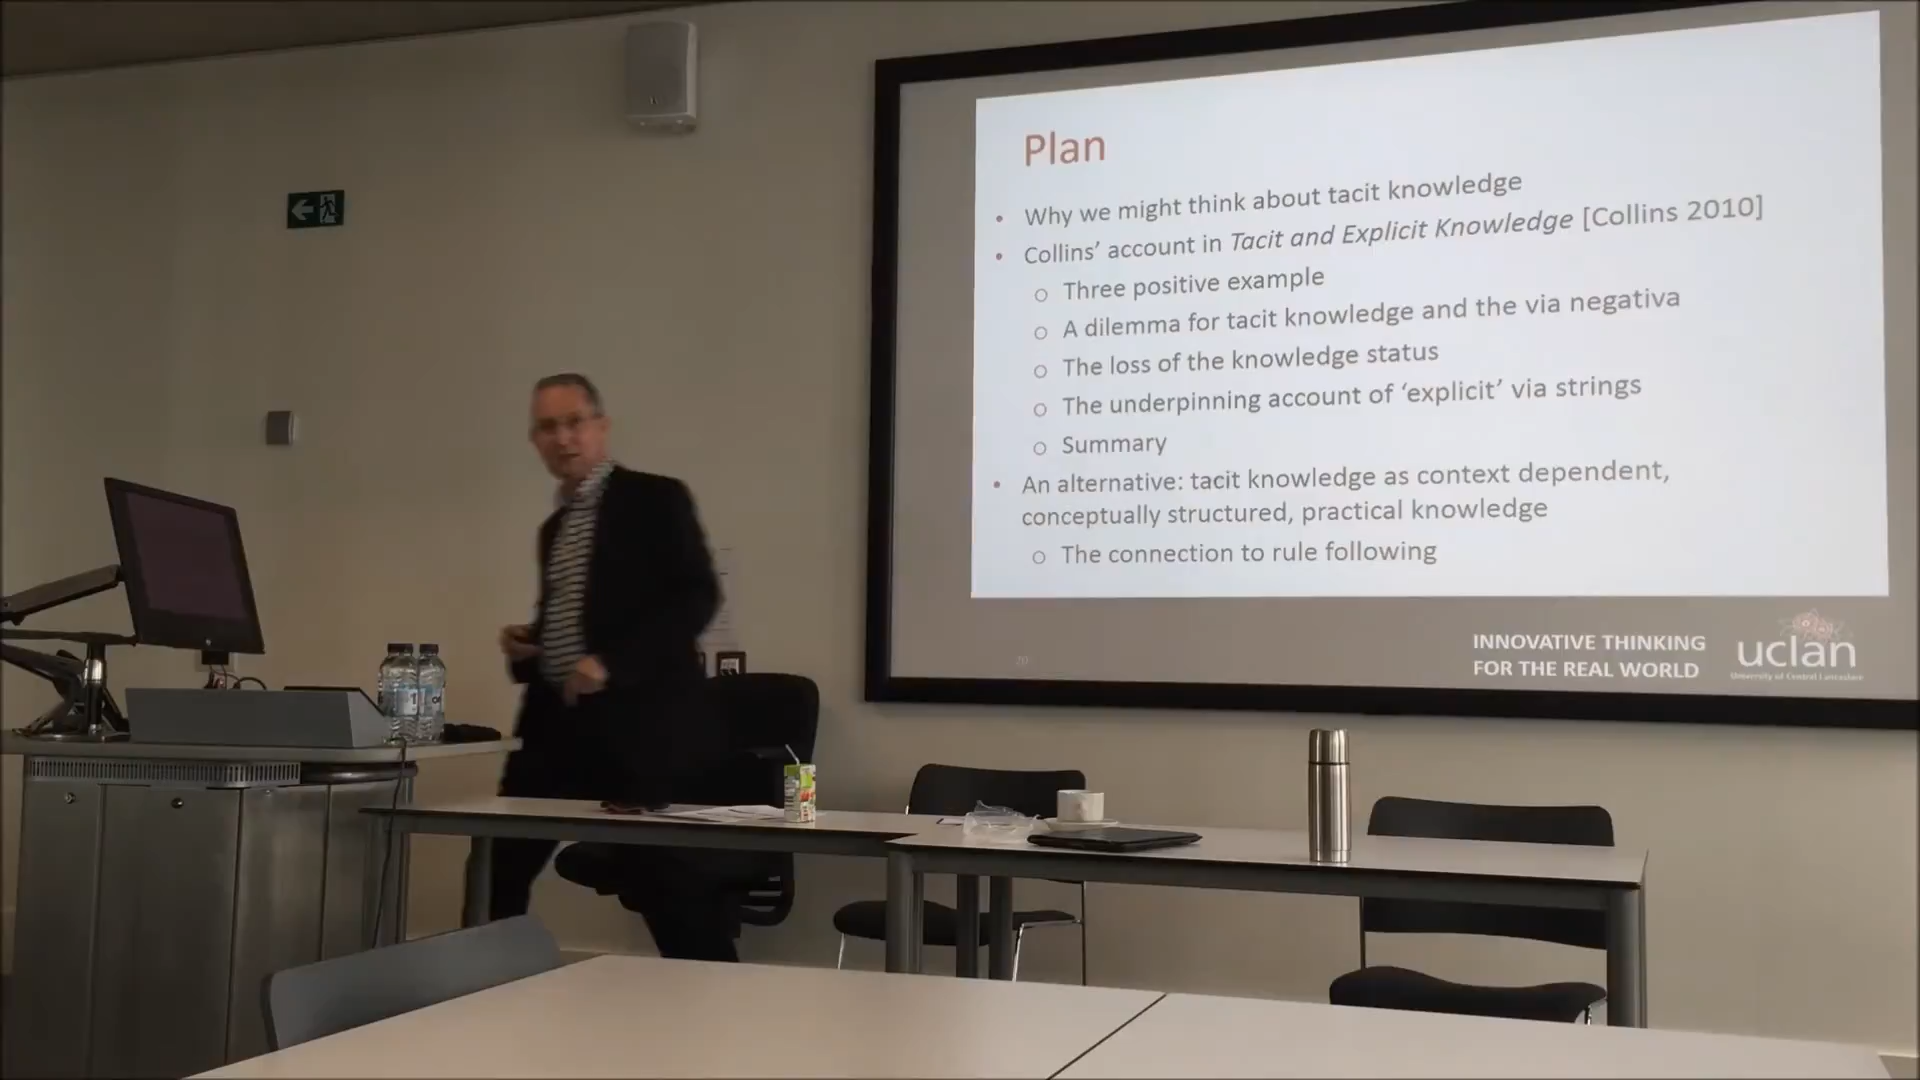 Plan
• Why we might think about tacit knowledge
• Collins’ account in Tacit and Explicit Knowledge [Collins 2010]
o Three positive example
o A dilemma for tacit knowledge and the via negativa
o The loss of the knowledge status
o The underpinning account of ‘explicit’ via strings
o Summary
• An alternative: tacit knowledge as context dependent,
conceptually structured, practical knowledge
o The connection to rule following
20
INNOVATIVE THINKING
FOR THE REAL WORLD
uclan
University of Central Lancashire